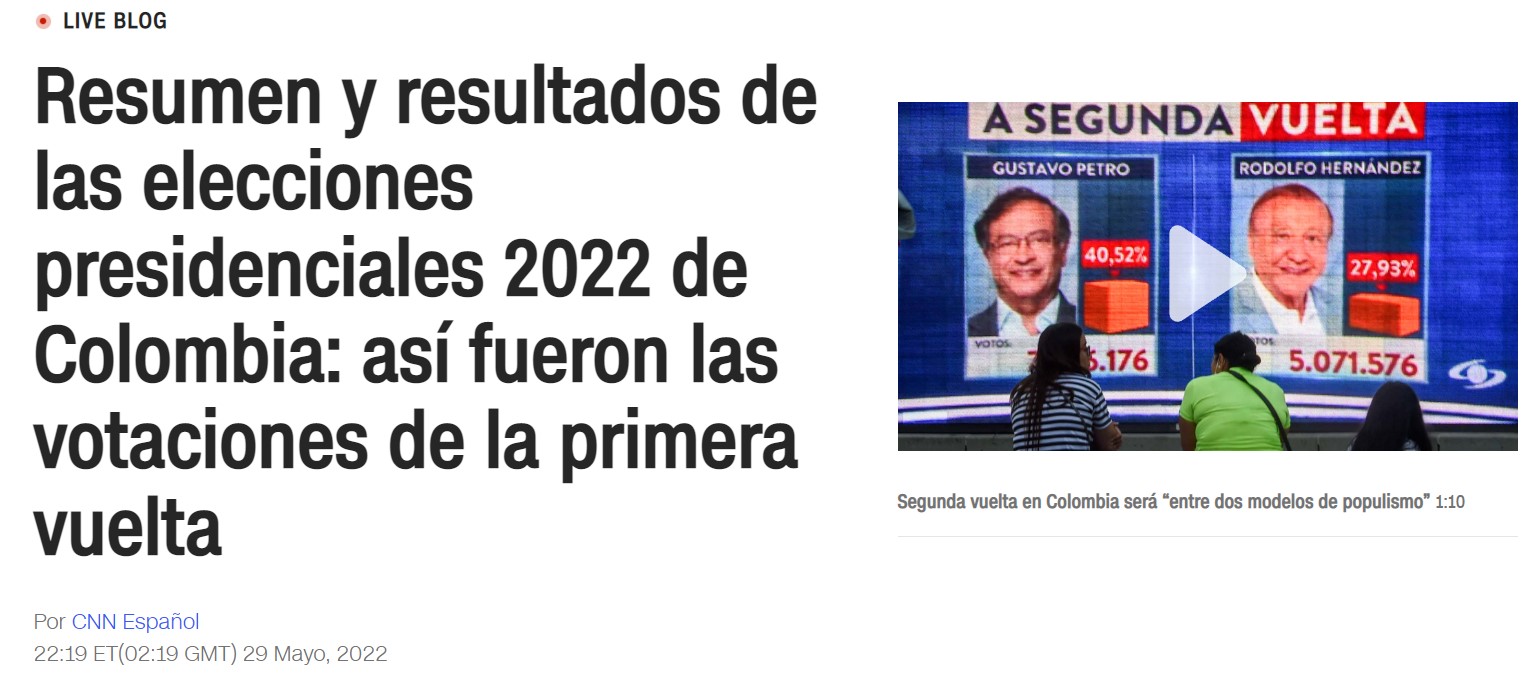 LIVE BLOG
Resumen y resultados de
las elecciones
presidenciales 2022 de
Colombia: así fueron las
votaciones de la primera
vuelta
Por CNN Español
22:19 ET(02:19 GMT) 29 Mayo, 2022
A SEGUNDA VUELTA
GUSTAVO PETRO
RODOLFO HERNÁNDEZ
40,52%
27,93%
VOTOS:
5.071.576
Segunda vuelta en Colombia será “entre dos modelos de populismo” 1:10